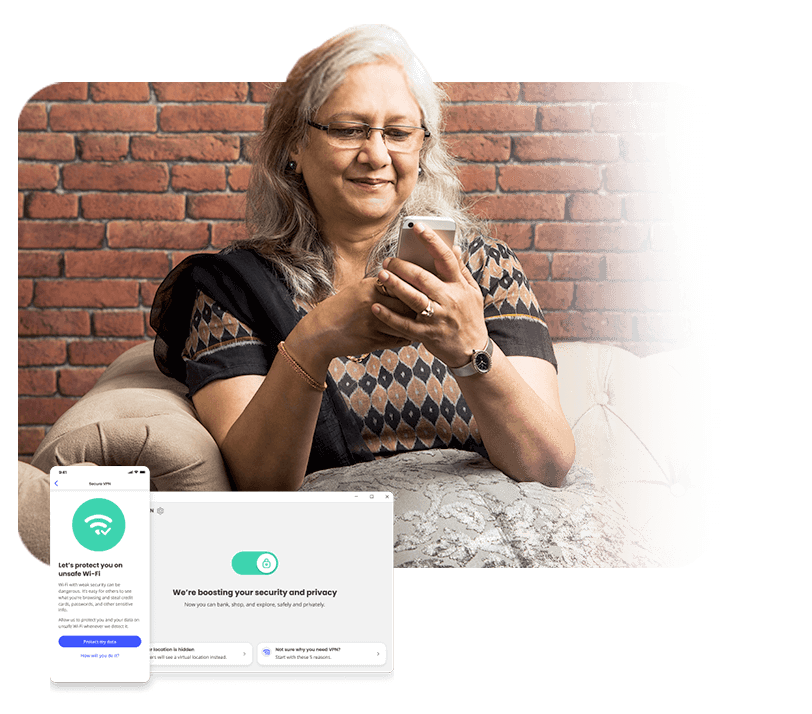 9:41
Secure VPN
Let's protect you on
unsafe Wi-Fi
Wi-Fi with weak security can be
dangerous. It's easy for others to see
what you're browsing and steal credit
cards, passwords, and other sensitive
info.
Allow us to protect you and your data on
unsafe Wi-Fi whenever we detect it.
Protect my data
How will you do it?
N
We're boosting your security and privacy
Now you can bank, shop, and explore, safely and privately.
location is hidden
ers will see a virtual location instead.
Not sure why you need VPN?
Start with these 5 reasons.